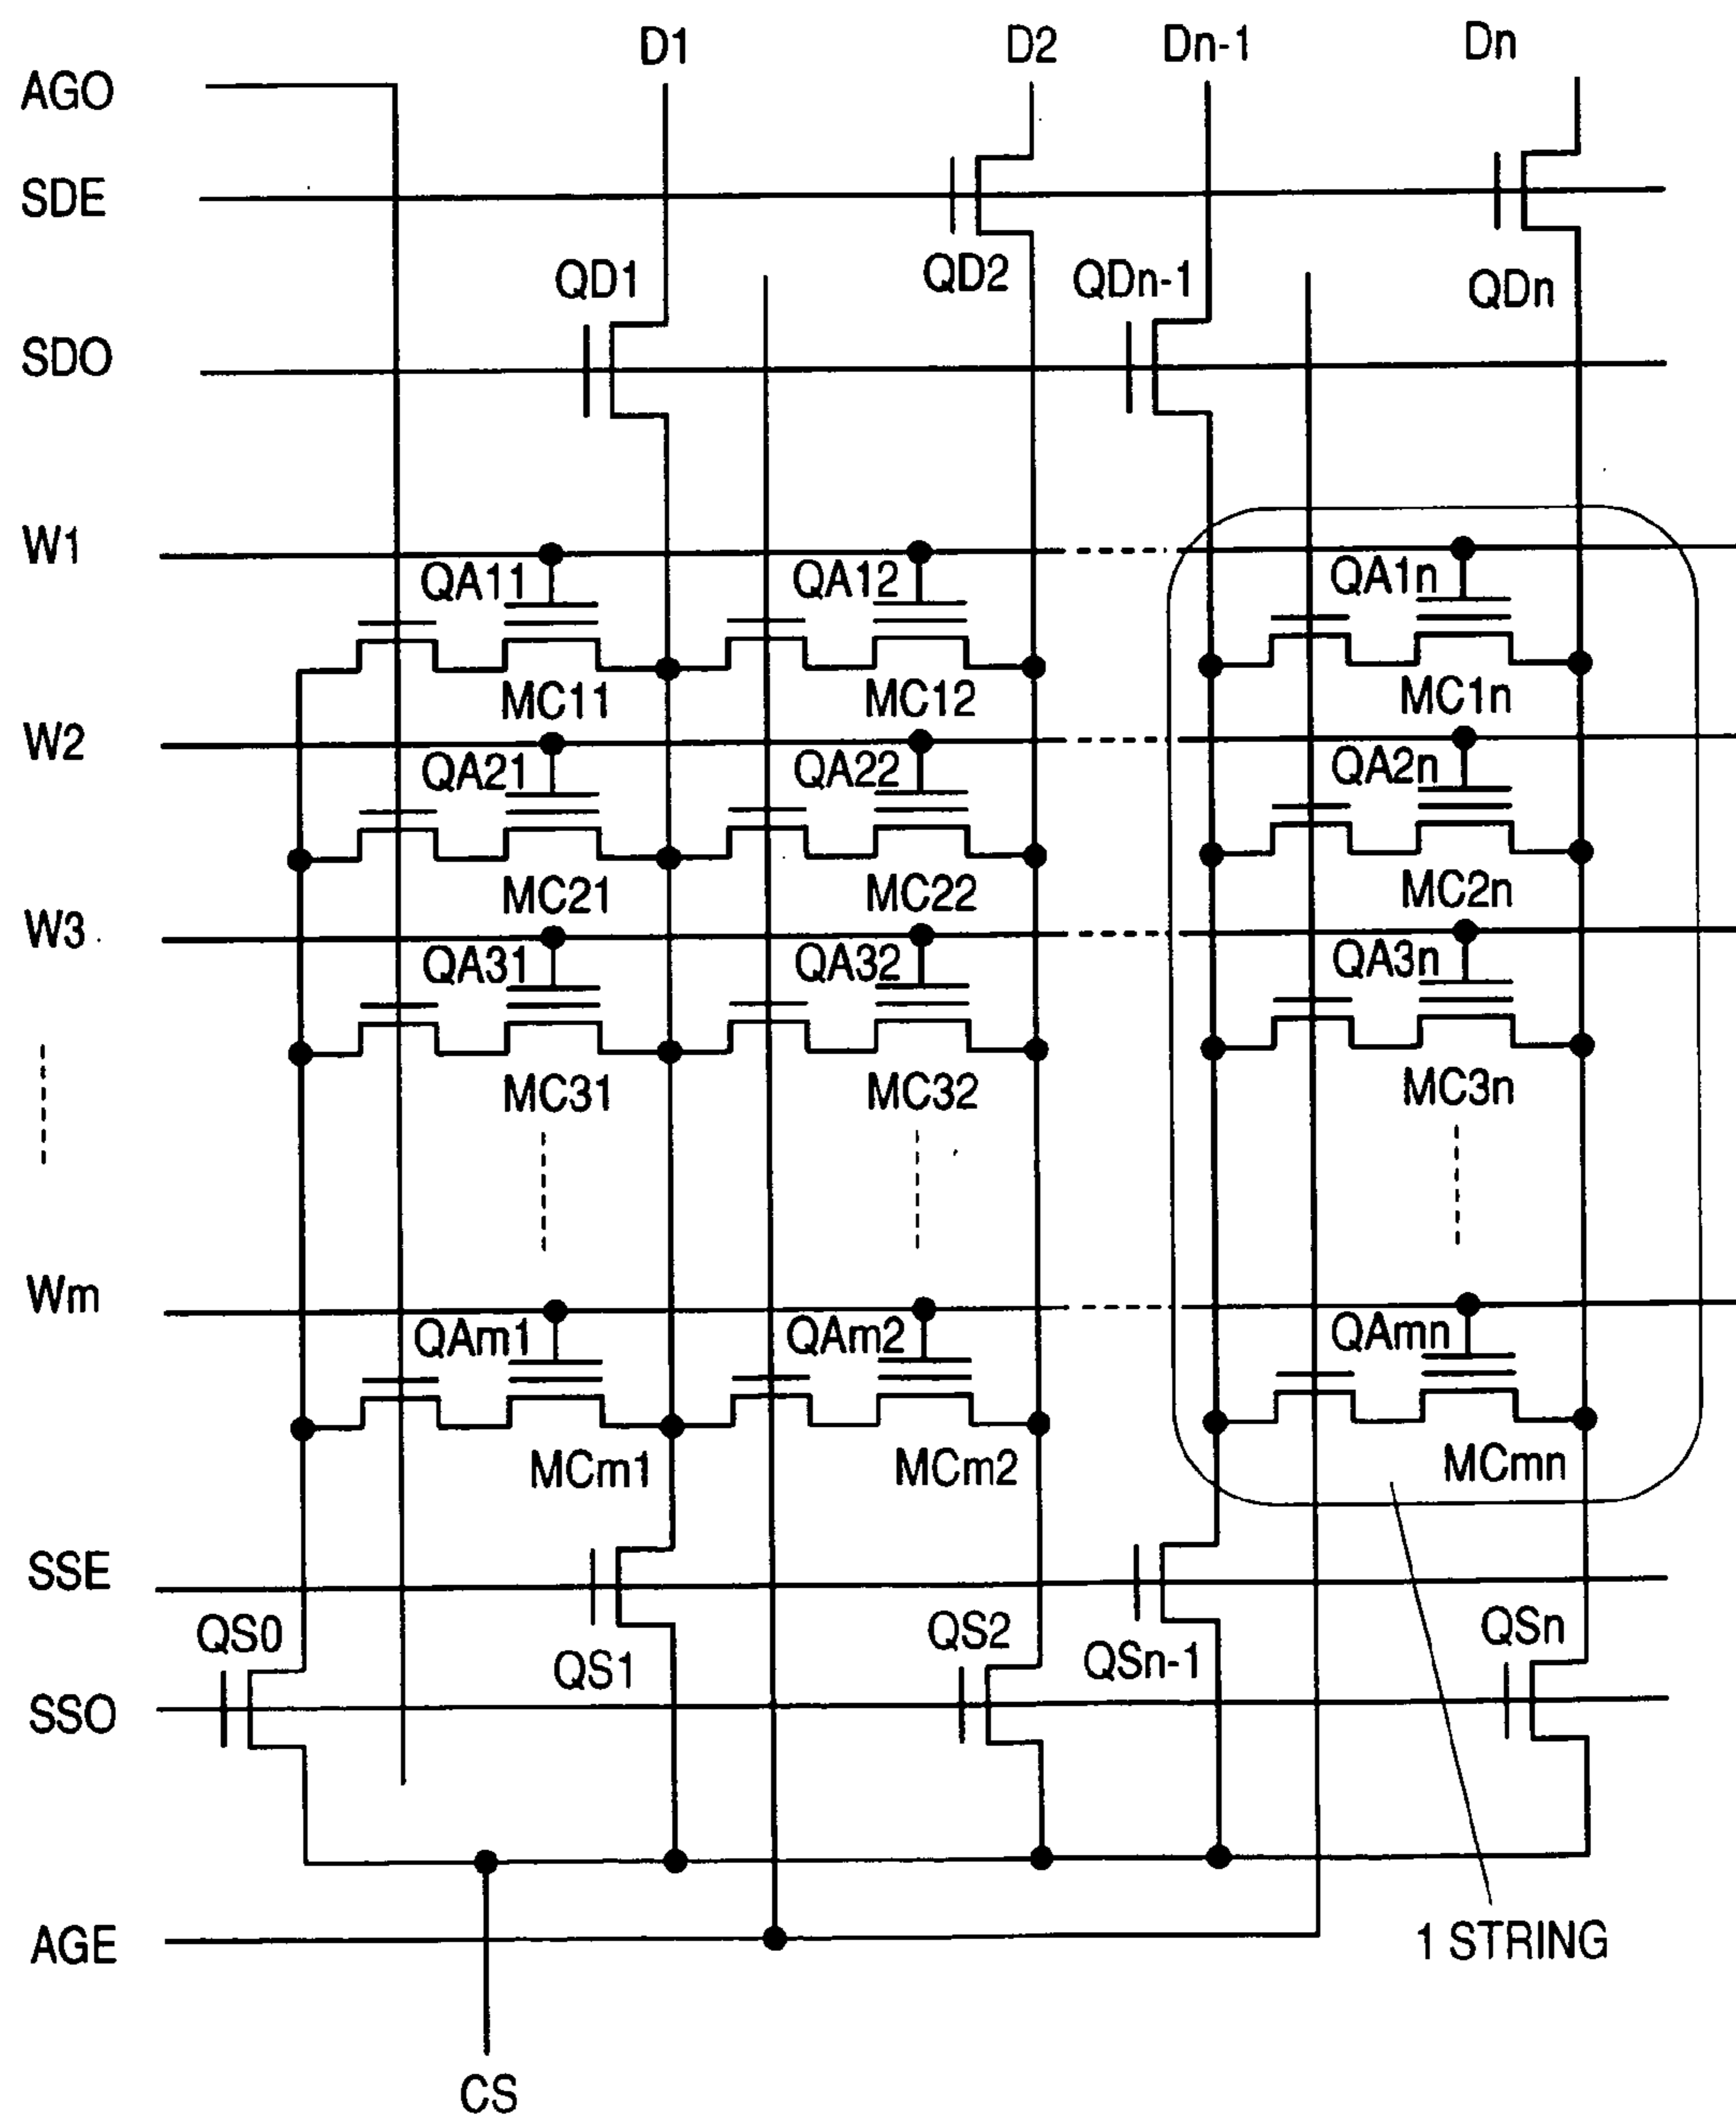 D1 D2 Dn-1 Dn
AGO
SDE
QD1 QD2 QDn-1 QDn
SDO
W1
QA11 QA12 QA1n
MC11 MC12 MC1n
W2
QA21 QA22 QA2n
MC21 MC22 MC2n
W3
QA31 QA32 QA3n
MC31 MC32 MC3n
Wm
QAm1 QAm2 QAmn
MCm1 MCm2 MCmn
SSE
QS0 QS1 QS2 QSn-1 QSn
SSO
AGE
1 STRING
CS